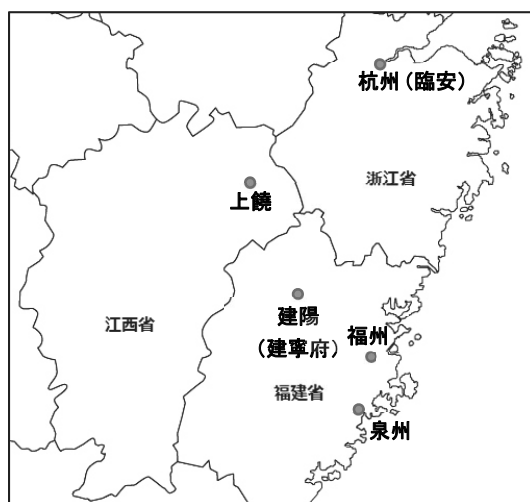 杭州（臨安）
浙江省
上饒
江西省
建陽
（建寧府）
福州
福建省
泉州